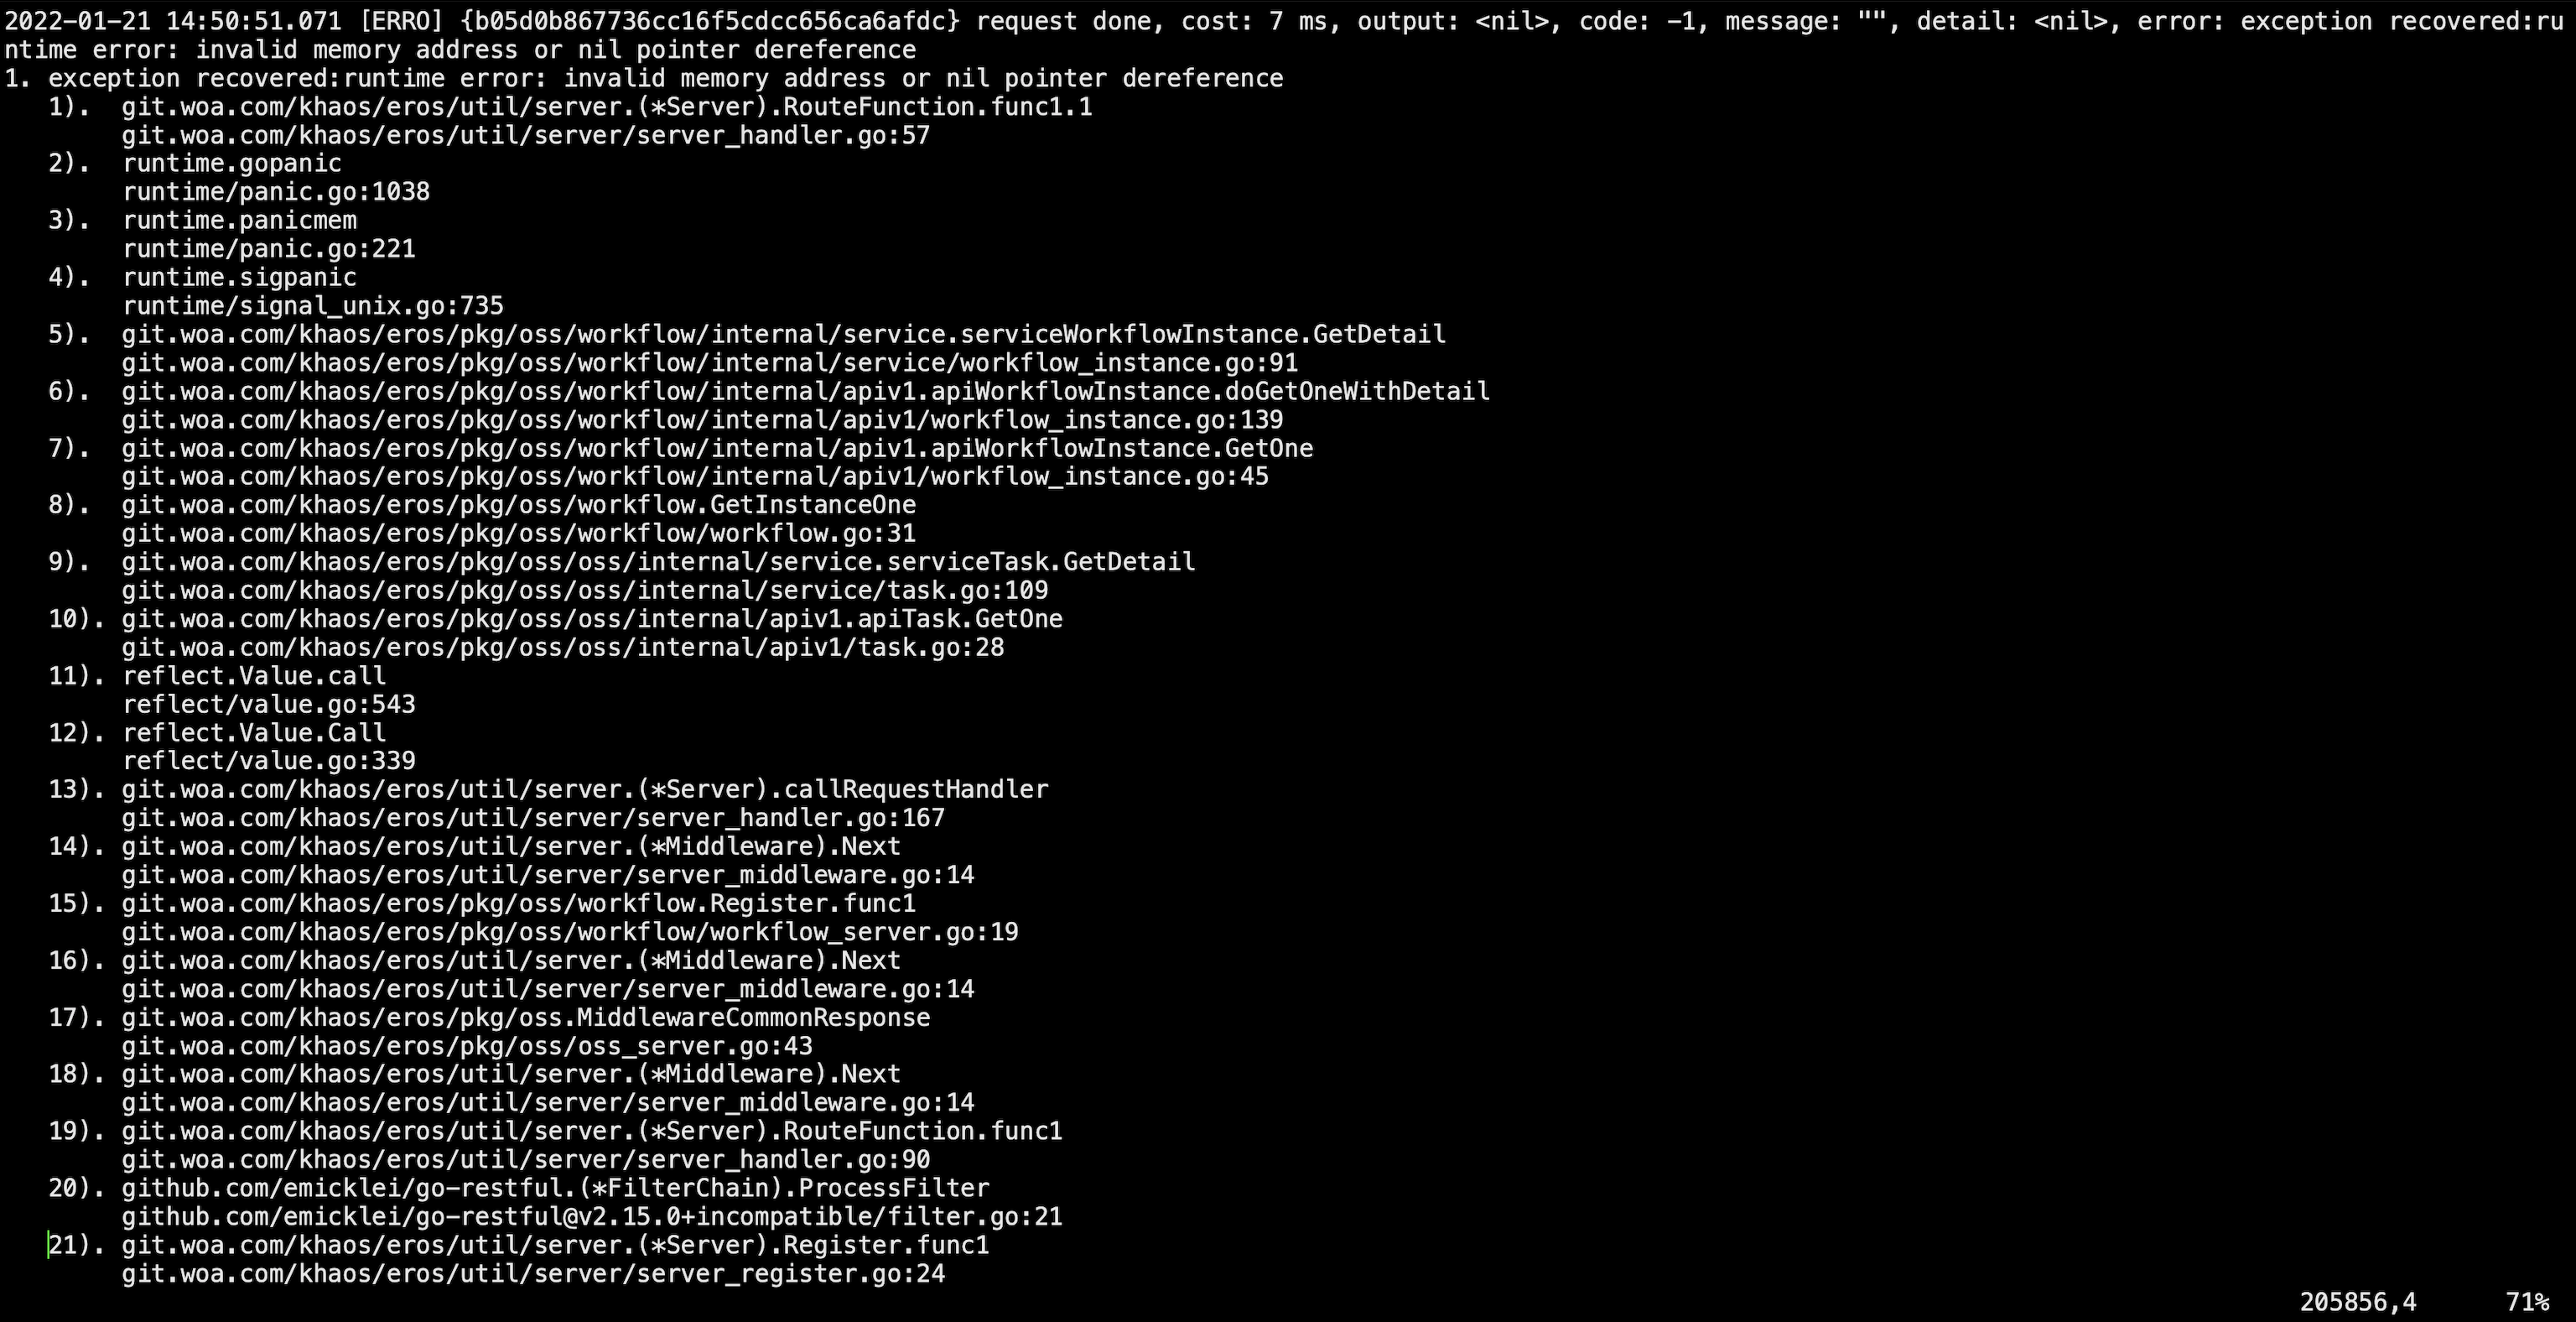 2022-01-21 14:50:51.071 [ERRO] {b05d0b867736cc16f5cdcc656ca6afdc} request done, cost: 7 ms, output: <nil>, code: -1, message: "", detail: <nil>, error: exception recovered:ru
ntime error: invalid memory address or nil pointer dereference
1. exception recovered:runtime error: invalid memory address or nil pointer dereference
   1).  git.woa.com/khaos/eros/util/server.(*Server).RouteFunction.func1.1
        git.woa.com/khaos/eros/util/server/server_handler.go:57
   2).  runtime.gopanic
        runtime/panic.go:1038
   3).  runtime.panicmem
        runtime/panic.go:221
   4).  runtime.sigpanic
        runtime/signal_unix.go:735
   5).  git.woa.com/khaos/eros/pkg/oss/workflow/internal/service.serviceWorkflowInstance.GetDetail
        git.woa.com/khaos/eros/pkg/oss/workflow/internal/service/workflow_instance.go:91
   6).  git.woa.com/khaos/eros/pkg/oss/workflow/internal/apiv1.apiWorkflowInstance.doGetOneWithDetail
        git.woa.com/khaos/eros/pkg/oss/workflow/internal/apiv1/workflow_instance.go:139
   7).  git.woa.com/khaos/eros/pkg/oss/workflow/internal/apiv1.apiWorkflowInstance.GetOne
        git.woa.com/khaos/eros/pkg/oss/workflow/internal/apiv1/workflow_instance.go:45
   8).  git.woa.com/khaos/eros/pkg/oss/workflow.GetInstanceOne
        git.woa.com/khaos/eros/pkg/oss/workflow/workflow.go:31
   9).  git.woa.com/khaos/eros/pkg/oss/oss/internal/service.serviceTask.GetDetail
        git.woa.com/khaos/eros/pkg/oss/oss/internal/service/task.go:109
   10). git.woa.com/khaos/eros/pkg/oss/oss/internal/apiv1.apiTask.GetOne
        git.woa.com/khaos/eros/pkg/oss/oss/internal/apiv1/task.go:28
   11). reflect.Value.call
        reflect/value.go:543
   12). reflect.Value.Call
        reflect/value.go:339
   13). git.woa.com/khaos/eros/util/server.(*Server).callRequestHandler
        git.woa.com/khaos/eros/util/server/server_handler.go:167
   14). git.woa.com/khaos/eros/util/server.(*Middleware).Next
        git.woa.com/khaos/eros/util/server/server_middleware.go:14
   15). git.woa.com/khaos/eros/pkg/oss/workflow.Register.func1
        git.woa.com/khaos/eros/pkg/oss/workflow/workflow_server.go:19
   16). git.woa.com/khaos/eros/util/server.(*Middleware).Next
        git.woa.com/khaos/eros/util/server/server_middleware.go:14
   17). git.woa.com/khaos/eros/pkg/oss.MiddlewareCommonResponse
        git.woa.com/khaos/eros/pkg/oss/oss_server.go:43
   18). git.woa.com/khaos/eros/util/server.(*Middleware).Next
        git.woa.com/khaos/eros/util/server/server_middleware.go:14
   19). git.woa.com/khaos/eros/util/server.(*Server).RouteFunction.func1
        git.woa.com/khaos/eros/util/server/server_handler.go:90
   20). github.com/emicklei/go-restful.(*FilterChain).ProcessFilter
        github.com/emicklei/go-restful@v2.15.0+incompatible/filter.go:21
   21). git.woa.com/khaos/eros/util/server.(*Server).Register.func1
        git.woa.com/khaos/eros/util/server/server_register.go:24
205856,4      71%